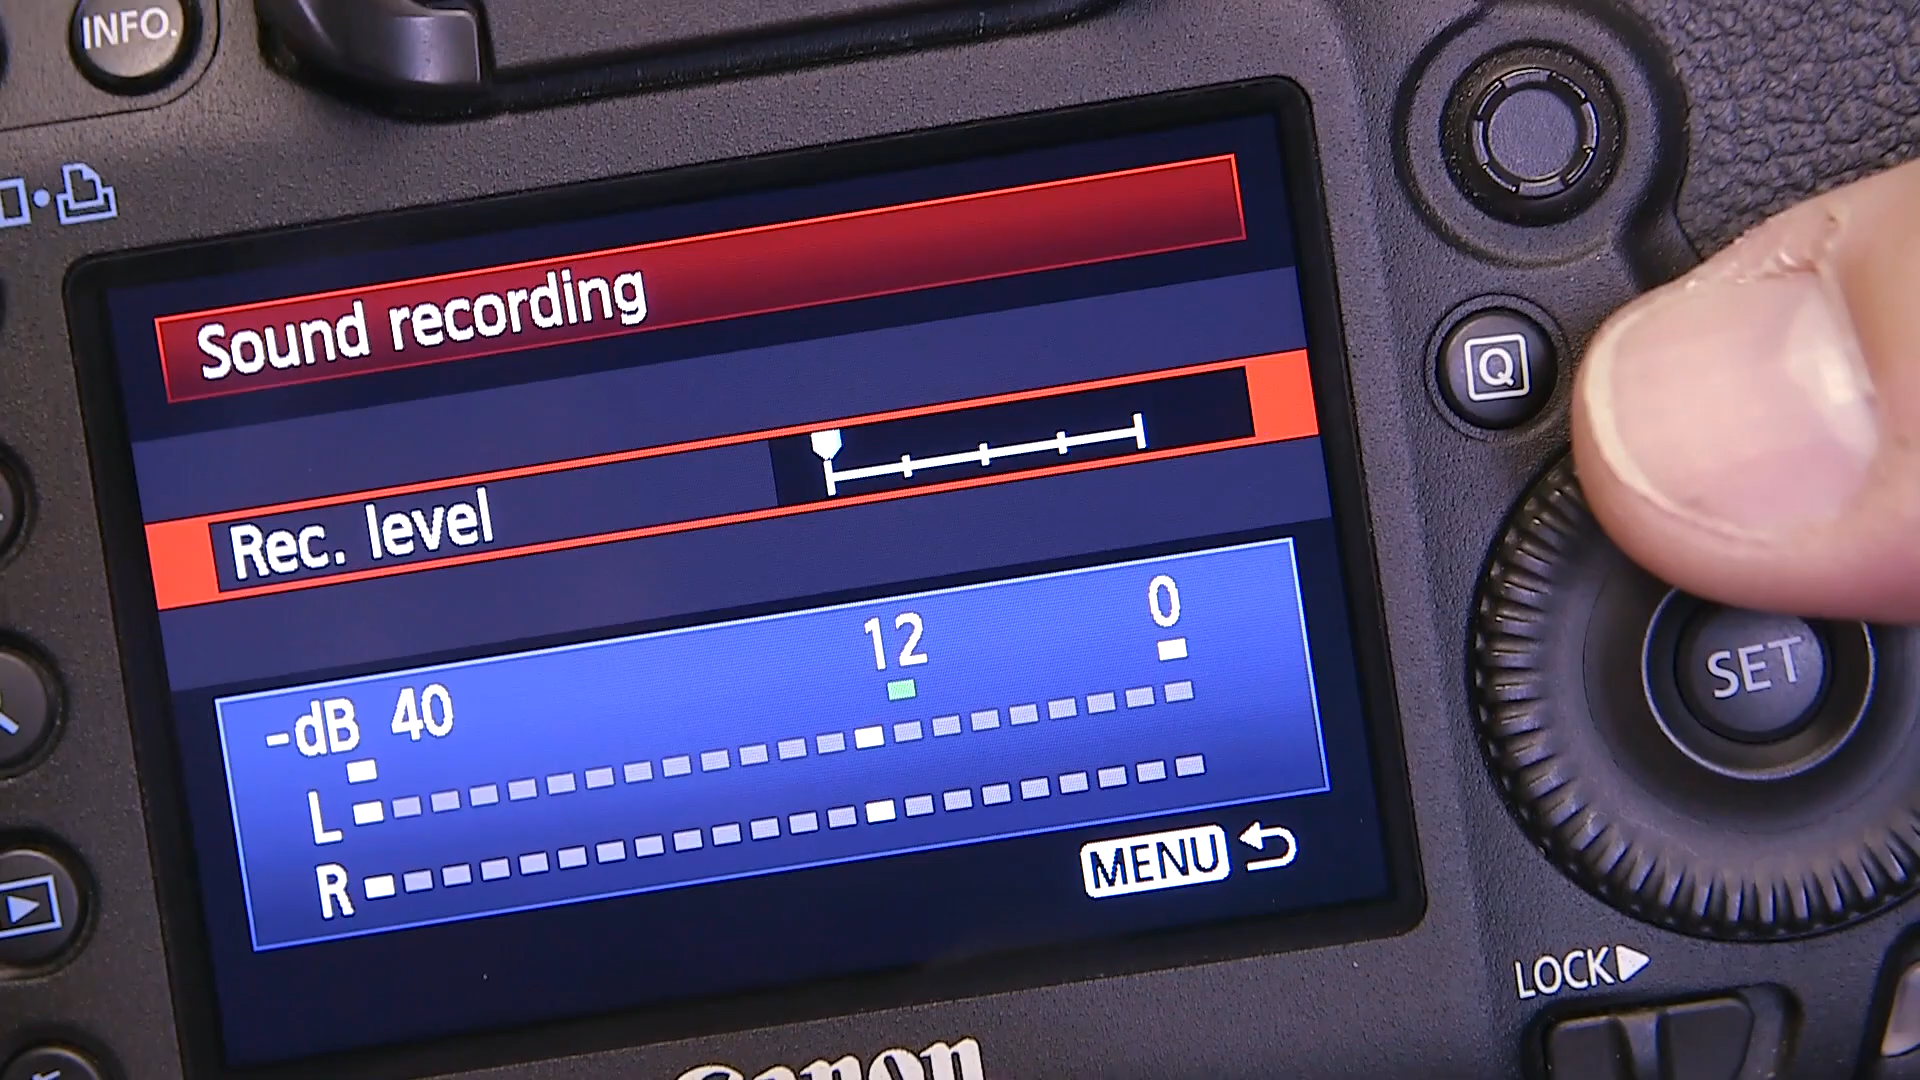 INFO.
Sound recording
Rec. level
-dB 40 12 0
L
R
MENU
Q
SET
LOCK
Canon